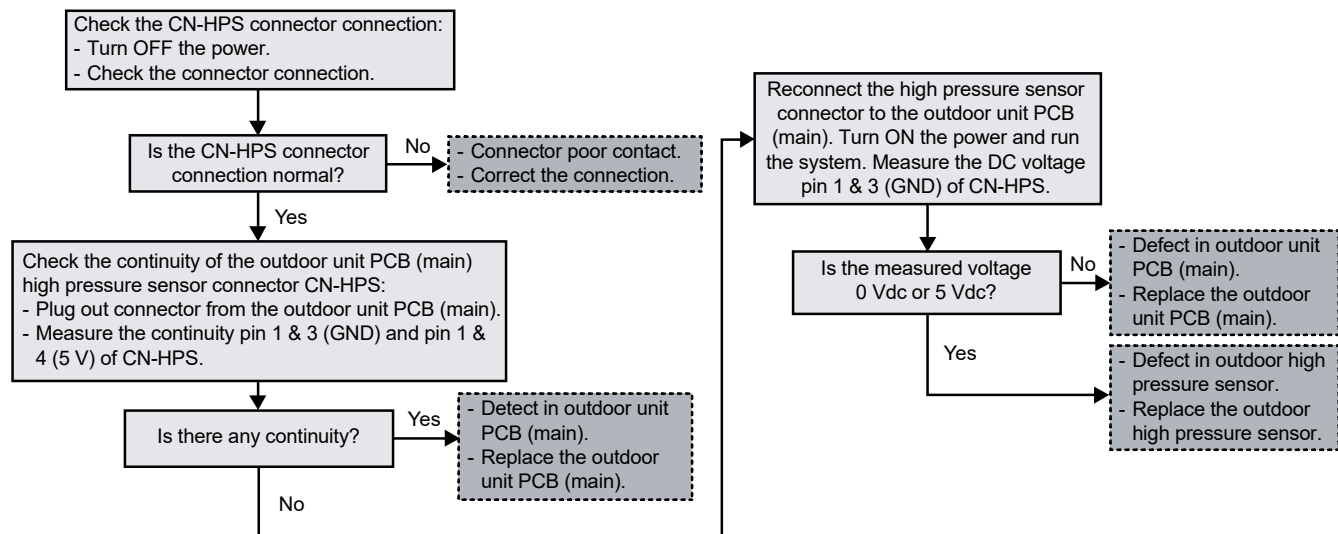 Check the CN-HPS connector connection:
- Turn OFF the power.
- Check the connector connection.
Is the CN-HPS connector
connection normal?
No
- Connector poor contact.
- Correct the connection.
Yes
Check the continuity of the outdoor unit PCB (main)
high pressure sensor connector CN-HPS:
- Plug out connector from the outdoor unit PCB (main).
- Measure the continuity pin 1 & 3 (GND) and pin 1 &
4 (5 V) of CN-HPS.
Is there any continuity?
Yes
- Detect in outdoor unit
PCB (main).
- Replace the outdoor
unit PCB (main).
No
Reconnect the high pressure sensor
connector to the outdoor unit PCB
(main). Turn ON the power and run
the system. Measure the DC voltage
pin 1 & 3 (GND) of CN-HPS.
Is the measured voltage
0 Vdc or 5 Vdc?
No
- Defect in outdoor unit
PCB (main).
- Replace the outdoor
unit PCB (main).
Yes
- Defect in outdoor high
pressure sensor.
- Replace the outdoor
high pressure sensor.